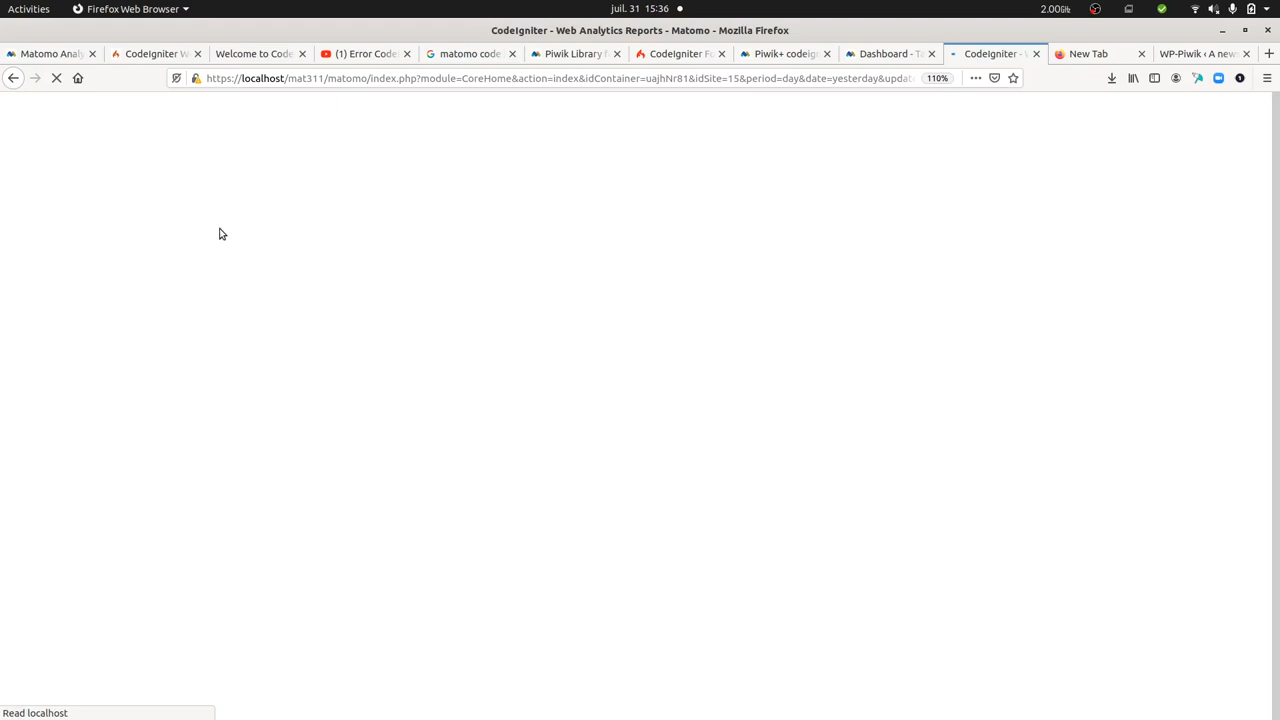 Activities Firefox Web Browser juil. 31 15:36 2.00GHz
CodeIgniter - Web Analytics Reports - Matomo - Mozilla Firefox
Matomo Analy CodeIgniter W Welcome to Code (1) Error Code matomo code Piwik Library f CodeIgniter Fo Piwik+ codeig Dashboard - Ta CodeIgniter - New Tab WP-Piwik ‹ A new
https://localhost/mat311/matomo/index.php?module=CoreHome&action=index&idContainer=uajhNr81&idSite=15&period=day&date=yesterday&updat 110%
Read localhost